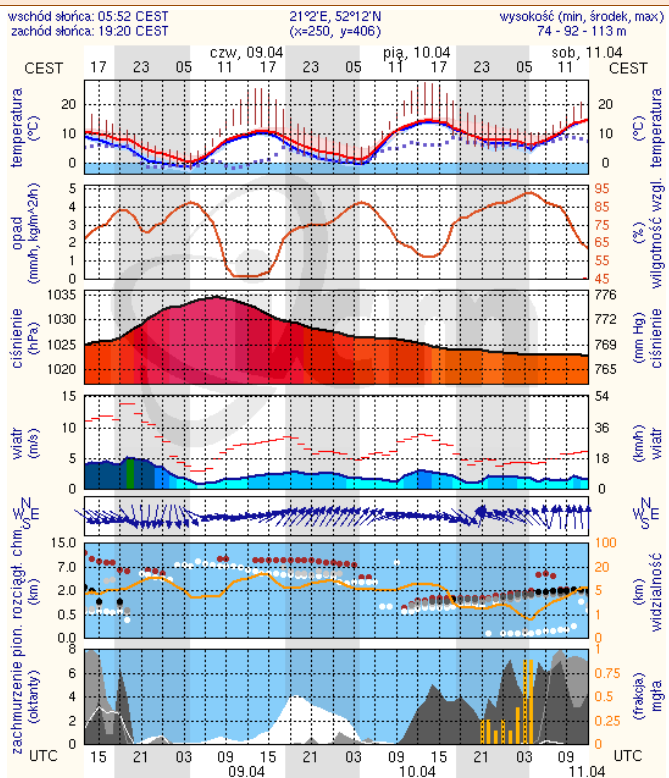 wschód słońca: 05:52 CEST 21°2'E, 52°12'N wysokość (min, środek, max)
zachód słońca: 19:20 CEST (x=250, y=406) 74 - 92 - 113 m
czw, 09.04 pią, 10.04 sob, 11.04
CEST 17 23 05 11 17 23 05 11 17 23 05 11 CEST
temperatura (°C)
20
10
0
temperatura (°C)
20
10
0
opad (mm/h, kg/m^2/h)
5
4
3
2
1
0
95
85
75
65
55
45
(%) wilgotność wzgl.
ciśnienie (hPa)
1035
1030
1025
1020
776
772
769
765
(mm Hg) ciśnienie
wiatr (m/s)
15
10
5
0
54
36
18
0
(km/h) wiatr
N
W E
S
N
W E
S
pion. rozciągł. chm. (km)
15.0
7.0
2.0
0.5
0.0
100
20
5
1
0
(km) widzialność
zachmurzenie (oktanty)
8
6
4
2
0
1
0.75
0.5
0.25
0
(frakcja) mgła
UTC 15 21 03 09 15 21 03 09 15 21 03 09 UTC
09.04 10.04 11.04
icm